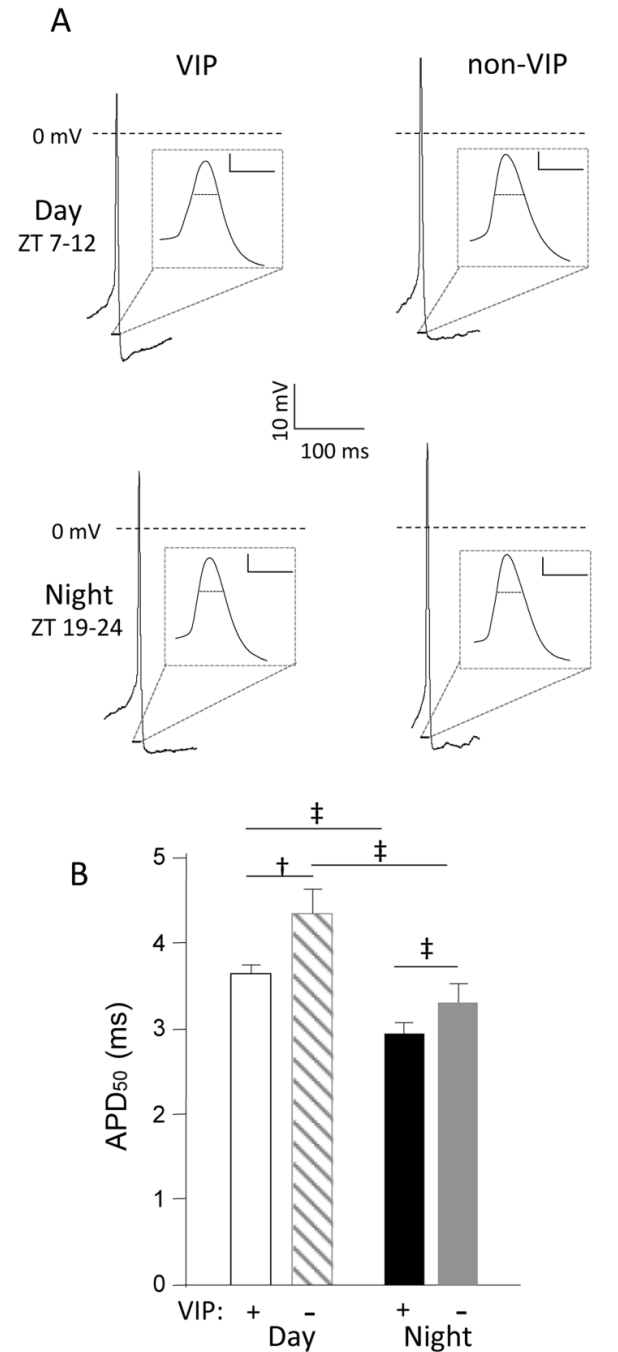 A
VIP non-VIP
0 mV
Day
ZT 7-12
10 mV
100 ms
0 mV
Night
ZT 19-24
B
‡
† ‡
‡
5
4
3
2
1
0
APD50 (ms)
VIP: + - + -
Day Night